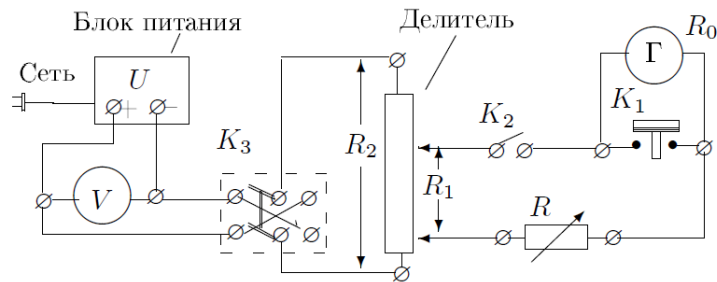 Блок питания
Делитель
Сеть
U
+ −
V
K₃
R₂
R₁
K₂
K₁
Г
R₀
R